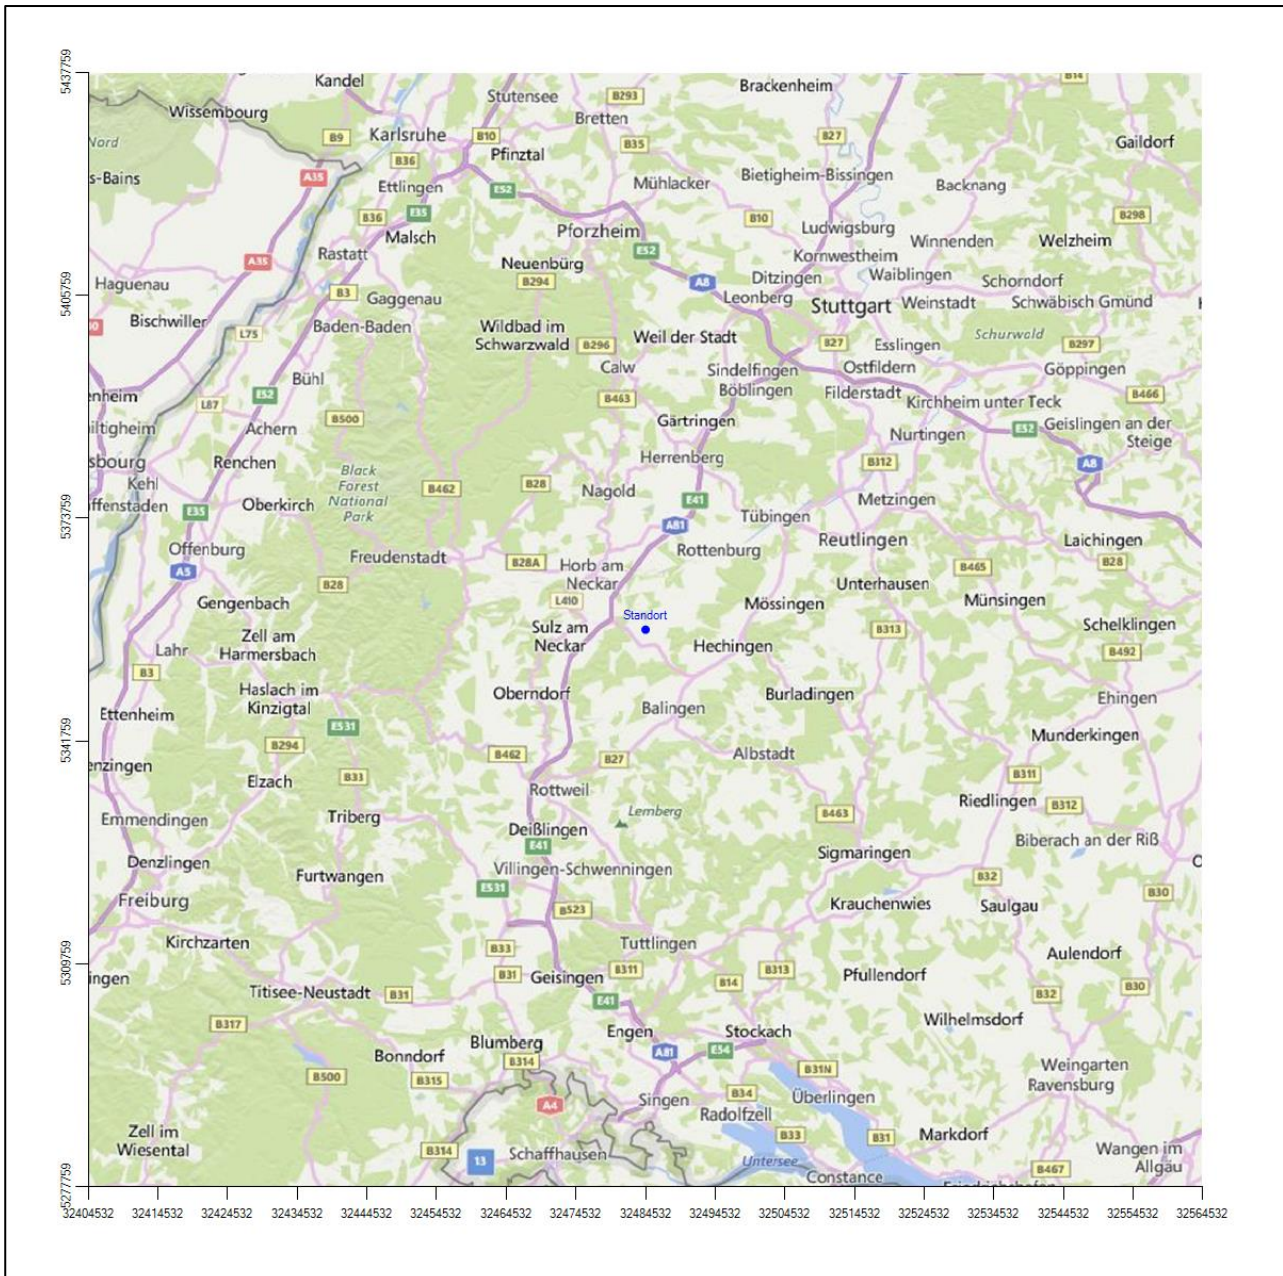 5437759
Kandel
Stutensee
B293
Brackenheim
B14
Wissembourg
Bretten
Karlsruhe
B10
B9
B27
Nord
B36
Pfinztal
B35
Gaildorf
s-Bains
A35
Ettlingen
E52
Mühlacker
Bietigheim-Bissingen
Backnang
B36
E35
B10
B298
Malsch
Pforzheim
Ludwigsburg
Winnenden
Welzheim
Rastatt
E52
Kornwestheim
A35
Neuenbürg
Ditzingen
Waiblingen
Schorndorf
Haguenau
B3
B294
A8
5405759
Gaggenau
Leonberg
Stuttgart
Weinstadt
Schwäbisch Gmünd
Bischwiller
L75
Baden-Baden
Wildbad im
Schwarzwald
B296
Weil der Stadt
B27
Esslingen
Schurwald
B297
Calw
Sindelfingen
Ostfildern
Göppingen
Bühl
Böblingen
Filderstadt
enheim
E52
L87
B463
Kirchheim unter Teck
B466
B500
Gärtringen
iltigheim
Achern
Nurtingen
E52
Geislingen an der
Steige
sbourg
Renchen
Herrenberg
B312
A8
Kehl
Black
Forest
National
Park
B462
B28
Nagold
Metzingen
iffenstaden
E35
Oberkirch
E41
5373759
A81
Tübingen
Offenburg
Freudenstadt
Rottenburg
Reutlingen
Laichingen
A5
B28A
Horb am
Neckar
B465
B28
B28
Unterhausen
Gengenbach
L410
Mössingen
Münsingen
Standort
Zell am
Harmersbach
Sulz am
Neckar
B313
Schelklingen
Lahr
Hechingen
B492
B3
Haslach im
Kinzigtal
Oberndorf
Burladingen
Ehingen
Ettenheim
E531
Balingen
5341759
B294
B462
B27
Albstadt
Munderkingen
enzingen
Elzach
B33
Rottweil
B311
Riedlingen
B312
Emmendingen
Triberg
Lemberg
B463
Deißlingen
Biberach an der Riß
Denzlingen
E41
Sigmaringen
Villingen-Schwenningen
Furtwangen
E531
B32
B30
Freiburg
B523
Krauchenwies
Saulgau
Kirchzarten
B33
Tuttlingen
Aulendorf
5309759
ingen
B31
Geisingen
B311
B14
B313
Pfullendorf
Titisee-Neustadt
B31
E41
B32
B30
B317
Engen
Stockach
Wilhelmsdorf
Blumberg
Bonndorf
B314
A81
E54
Weingarten
B500
B315
B31N
Ravensburg
A4
Singen
B34
Radolfzell
Überlingen
Zell im
Wiesental
B33
B31
Markdorf
B314
13
Schaffhausen
Untersee
Constance
B467
Wangen im
Allgäu
Friedrichshafen
5277759
32404532 32414532 32424532 32434532 32444532 32454532 32464532 32474532 32484532 32494532 32504532 32514532 32524532 32534532 32544532 32554532 32564532